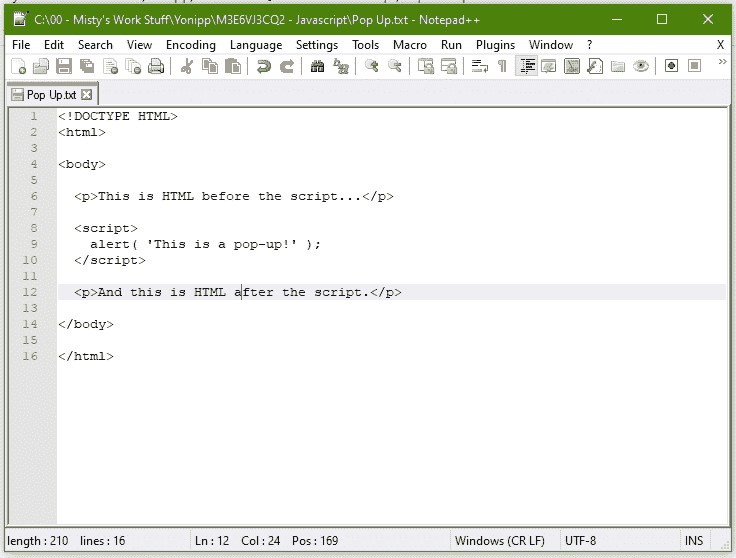 C:\00 - Misty's Work Stuff\Yonipp\M3E6VJ3CQ2 - Javascript\Pop Up.txt - Notepad++
File Edit Search View Encoding Language Settings Tools Macro Run Plugins Window ? X
Pop Up.txt
1 <!DOCTYPE HTML>
2 <html>
3
4 <body>
5
6 <p>This is HTML before the script...</p>
7
8 <script>
9 alert( 'This is a pop-up!' );
10 </script>
11
12 <p>And this is HTML after the script.</p>
13
14 </body>
15
16 </html>
length : 210 lines : 16 Ln : 12 Col : 24 Pos : 169 Windows (CR LF) UTF-8 INS